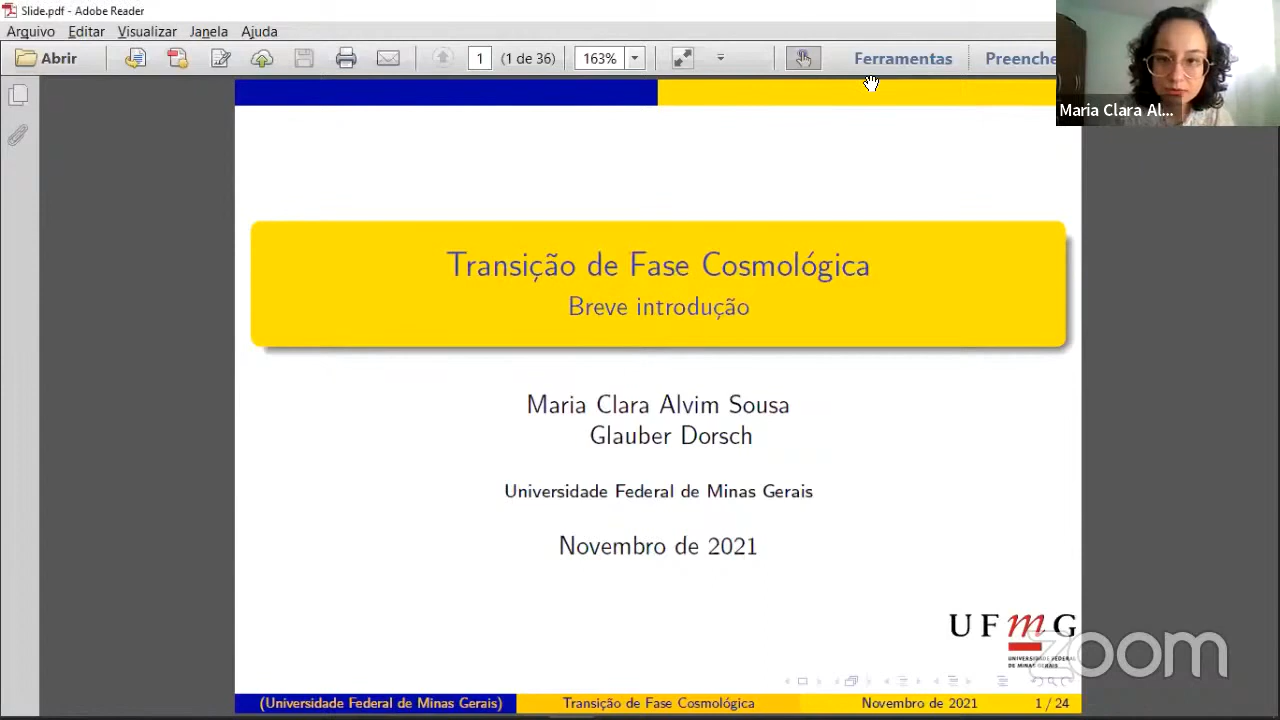 Slide.pdf - Adobe Reader
Arquivo Editar Visualizar Janela Ajuda
Abrir
1 (1 de 36)
163%
Ferramentas
Preenche
Maria Clara Al...
Transição de Fase Cosmológica
Breve introdução
Maria Clara Alvim Sousa
Glauber Dorsch
Universidade Federal de Minas Gerais
Novembro de 2021
UFmG
UNIVERSIDADE FEDERAL
DE MINAS GERAIS
zoom
(Universidade Federal de Minas Gerais) Transição de Fase Cosmológica Novembro de 2021 1 / 24